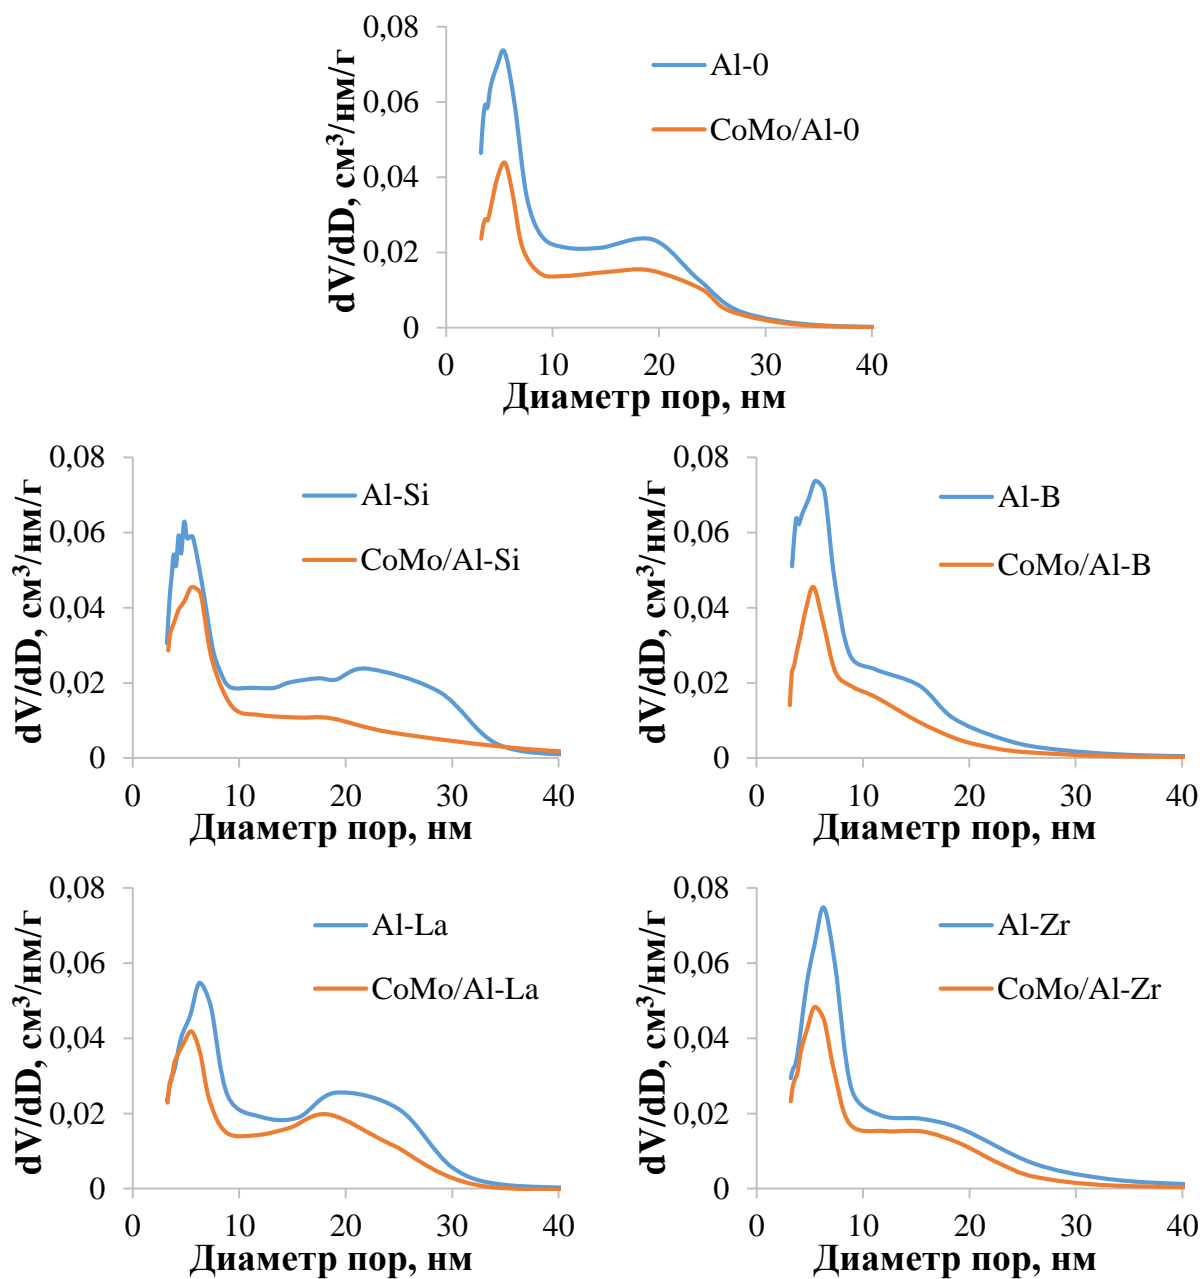 dV/dD, см³/нм/г
0,08
0,06
0,04
0,02
0
Al-0
CoMo/Al-0
0 10 20 30 40
Диаметр пор, нм
dV/dD, см³/нм/г
0,08
0,06
0,04
0,02
0
Al-Si
CoMo/Al-Si
0 10 20 30 40
Диаметр пор, нм
dV/dD, см³/нм/г
0,08
0,06
0,04
0,02
0
Al-B
CoMo/Al-B
0 10 20 30 40
Диаметр пор, нм
dV/dD, см³/нм/г
0,08
0,06
0,04
0,02
0
Al-La
CoMo/Al-La
0 10 20 30 40
Диаметр пор, нм
dV/dD, см³/нм/г
0,08
0,06
0,04
0,02
0
Al-Zr
CoMo/Al-Zr
0 10 20 30 40
Диаметр пор, нм